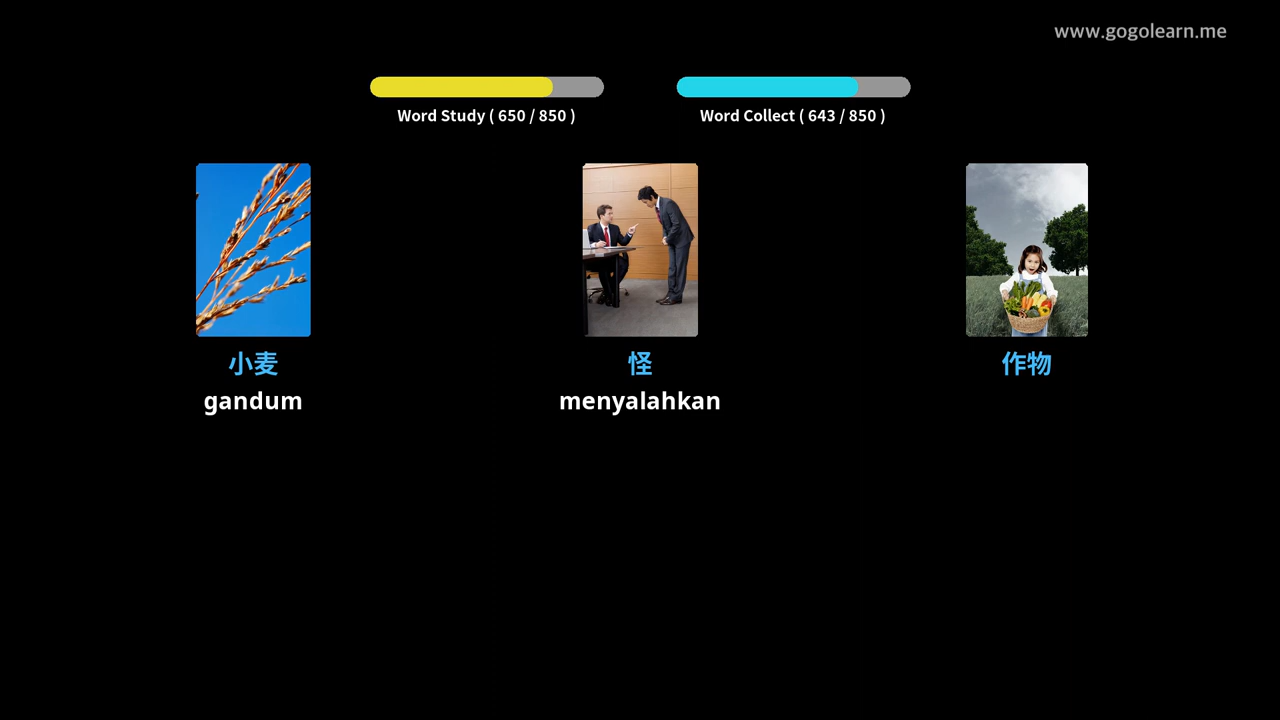 www.gogolearn.me
Word Study ( 650 / 850 )
Word Collect ( 643 / 850 )
小麦
怪
作物
gandum
menyalahkan